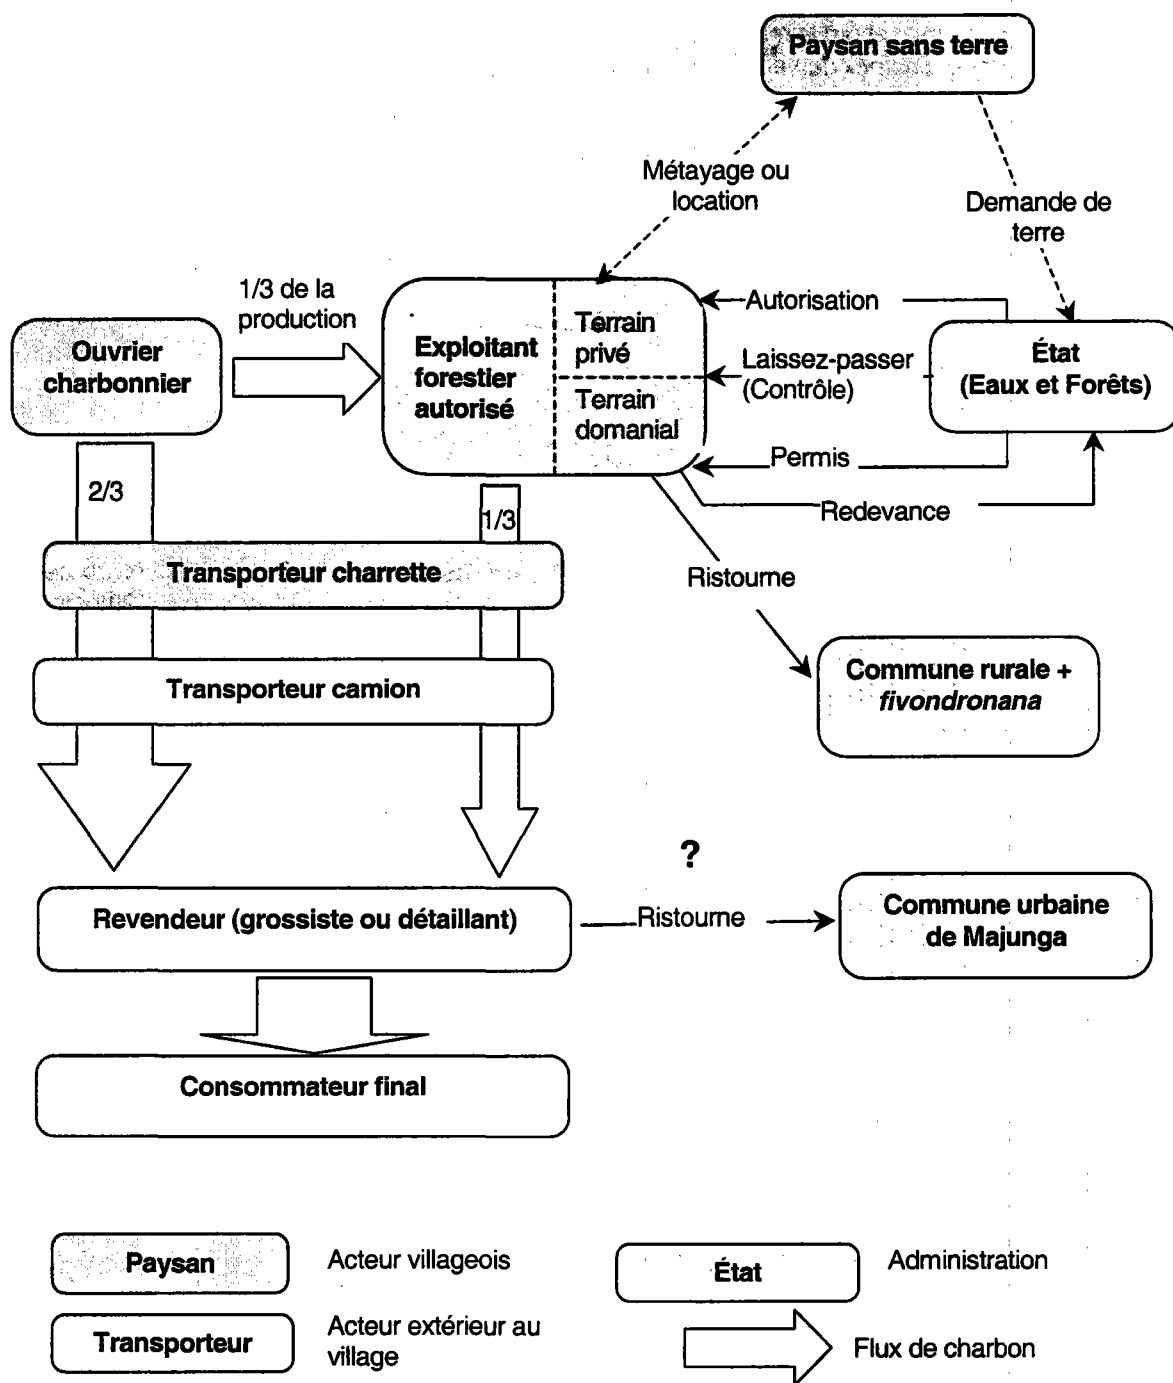 Paysan sans terre
Métayage ou
location
Demande de
terre
1/3 de la
production
Ouvrier
charbonnier
Exploitant
forestier
autorisé
Terrain
privé
Terrain
domanial
Autorisation
Laissez-passer
(Contrôle)
Permis
Redevance
État
(Eaux et Forêts)
2/3
1/3
Transporteur charrette
Ristourne
Transporteur camion
Commune rurale +
fivondronana
?
Revendeur (grossiste ou détaillant)
Ristourne
Commune urbaine
de Majunga
Consommateur final
Paysan
Acteur villageois
État
Administration
Transporteur
Acteur extérieur au
village
Flux de charbon